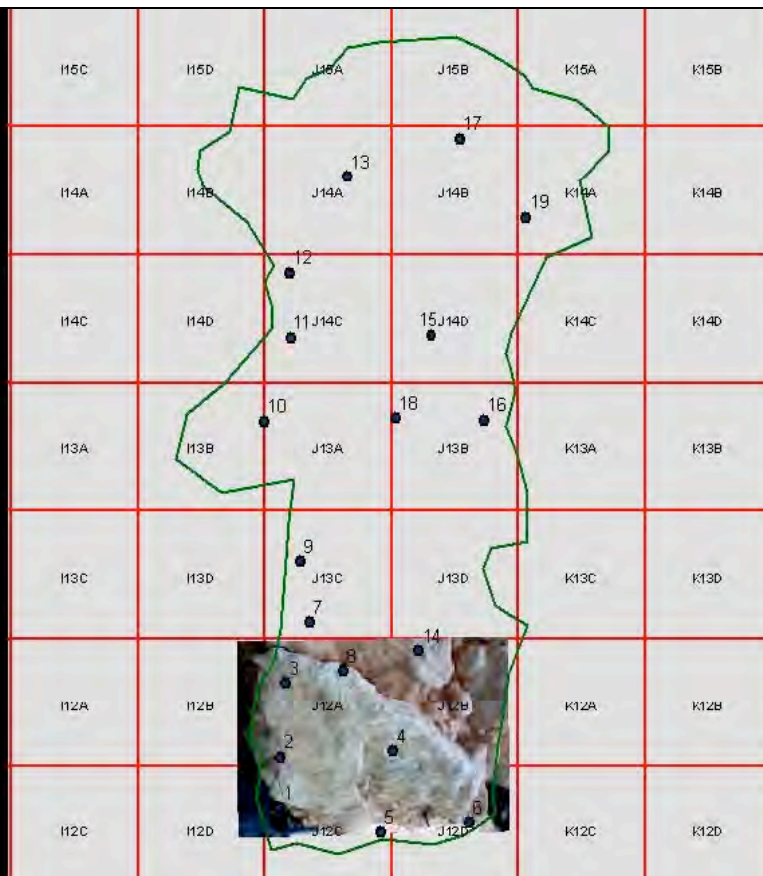 I15C I15D J15A J15B K15A K15B
17
13
I14A I14B J14A J14B K14A K14B
19
12
I14C I14D 11 J14C 15 J14D K14C K14D
10 18 16
I13A I13B J13A J13B K13A K13B
9
I13C I13D J13C J13D K13C K13D
7
14
8
3
I12A I12B J12A J12B K12A K12B
2 4
1
I12C I12D J12C 5 J12D 6 K12C K12D